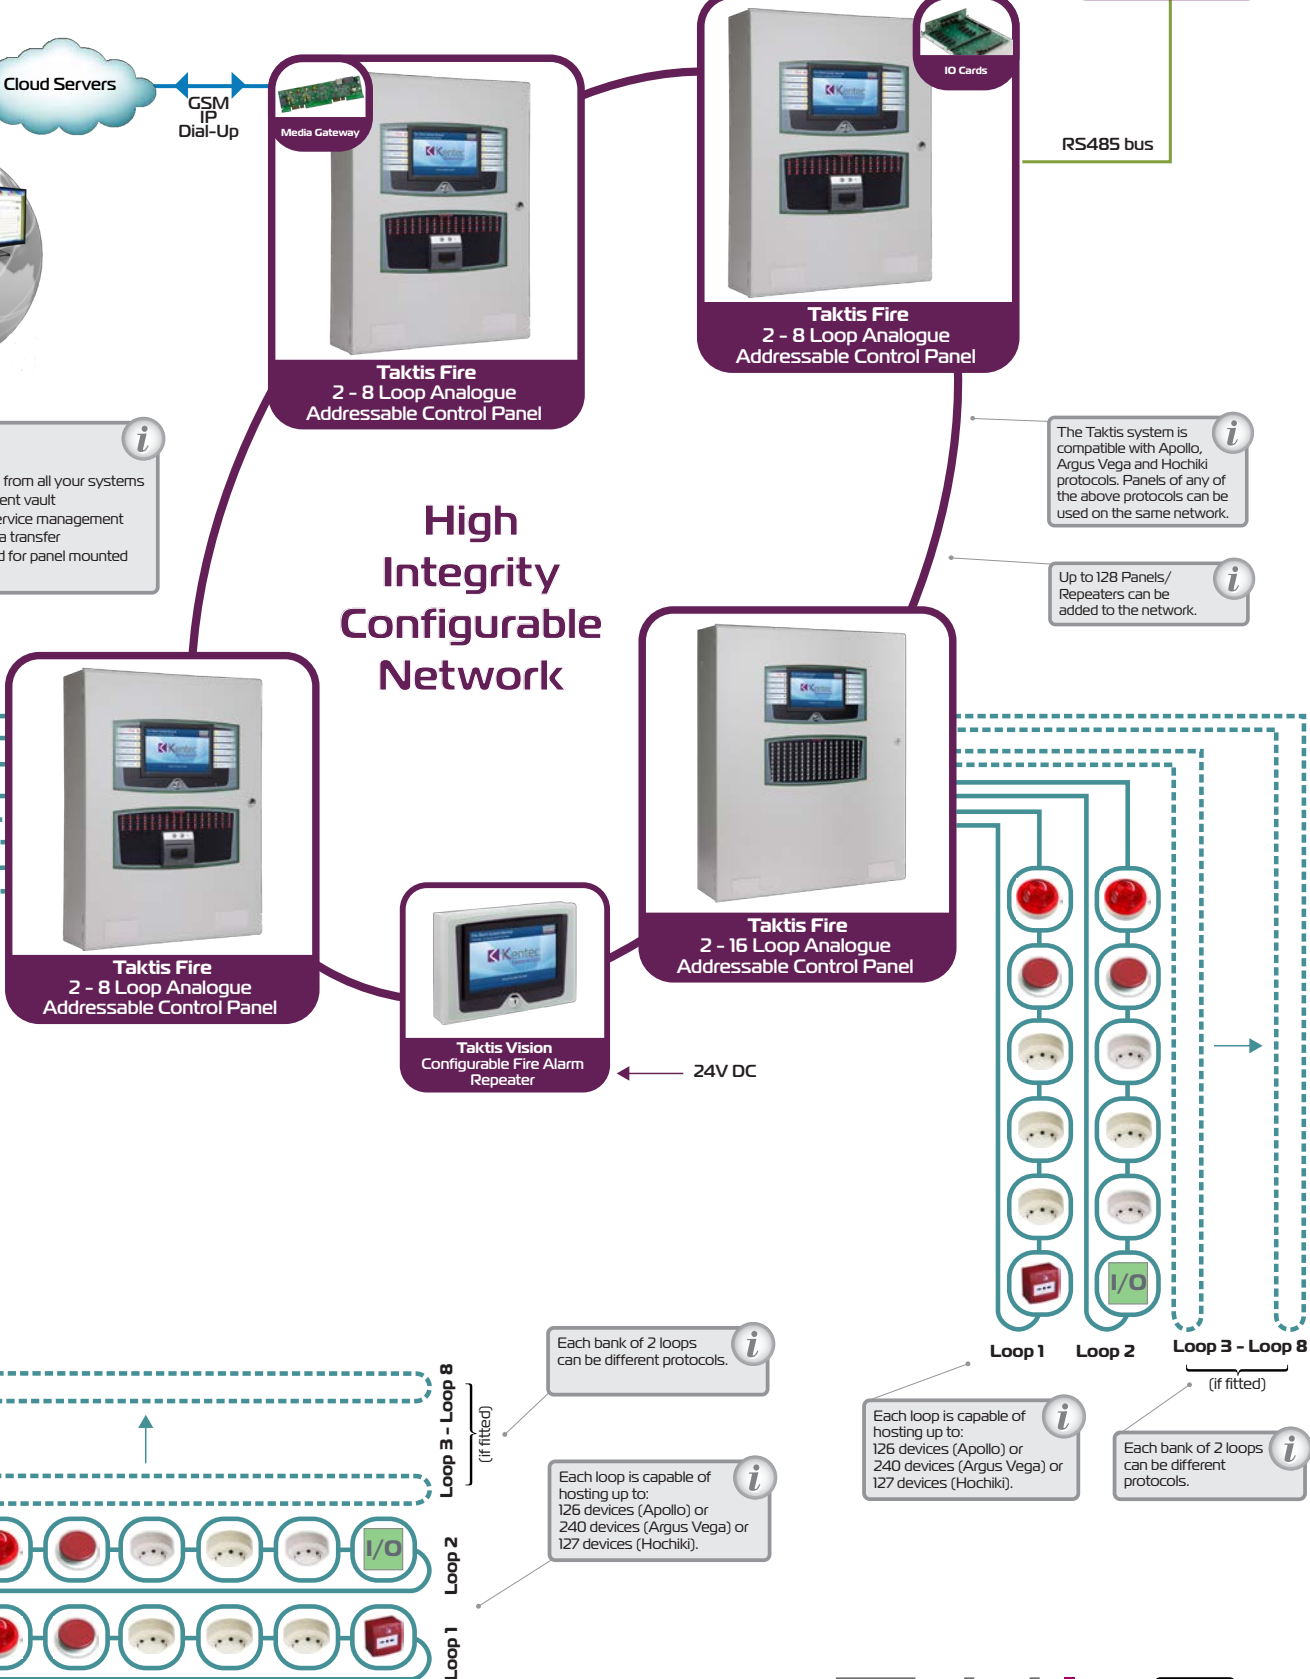 Cloud Servers
GSM
IP
Dial-Up
Media Gateway
Kentec
Taktis Fire
2 - 8 Loop Analogue
Addressable Control Panel
IO Cards
Kentec
Taktis Fire
2 - 8 Loop Analogue
Addressable Control Panel
RS485 bus
i
from all your systems
ent vault
ervice management
a transfer
d for panel mounted
High
Integrity
Configurable
Network
i
The Taktis system is
compatible with Apollo,
Argus Vega and Hochiki
protocols. Panels of any of
the above protocols can be
used on the same network.
i
Up to 128 Panels/
Repeaters can be
added to the network.
Kentec
Taktis Fire
2 - 8 Loop Analogue
Addressable Control Panel
Kentec
Taktis Vision
Configurable Fire Alarm
Repeater
24V DC
Kentec
Taktis Fire
2 - 16 Loop Analogue
Addressable Control Panel
I/O
Loop 1
Loop 2
Loop 3 - Loop 8
(if fitted)
i
Each loop is capable of
hosting up to:
126 devices (Apollo) or
240 devices (Argus Vega) or
127 devices (Hochiki).
i
Each bank of 2 loops
can be different
protocols.
i
Each bank of 2 loops
can be different protocols.
Loop 3 - Loop 8
(if fitted)
i
Each loop is capable of
hosting up to:
126 devices (Apollo) or
240 devices (Argus Vega) or
127 devices (Hochiki).
I/O
Loop 2
Loop 1